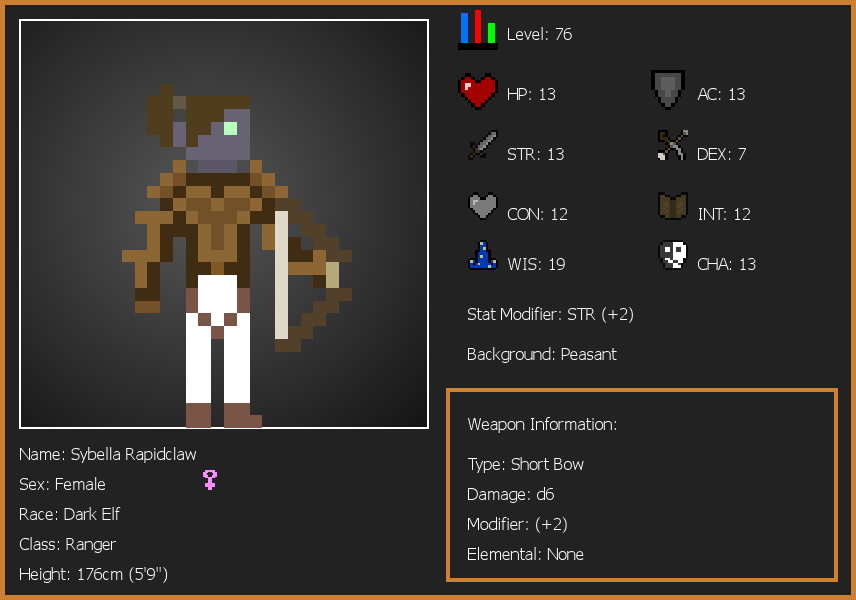 Level: 76
HP: 13
AC: 13
STR: 13
DEX: 7
CON: 12
INT: 12
WIS: 19
CHA: 13
Stat Modifier: STR (+2)
Background: Peasant
Weapon Information:
Type: Short Bow
Damage: d6
Modifier: (+2)
Elemental: None
Name: Sybella Rapidclaw
Sex: Female
Race: Dark Elf
Class: Ranger
Height: 176cm (5'9")